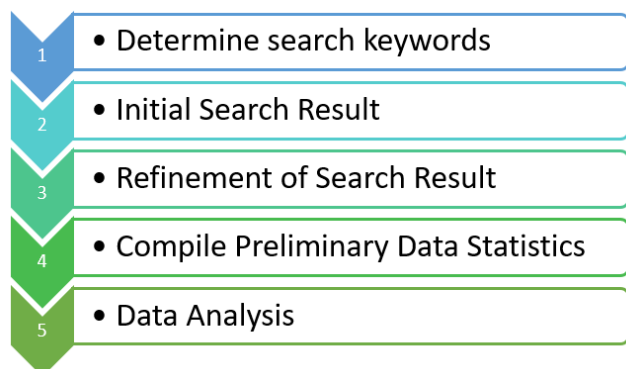 1
• Determine search keywords
2
• Initial Search Result
3
• Refinement of Search Result
4
• Compile Preliminary Data Statistics
5
• Data Analysis